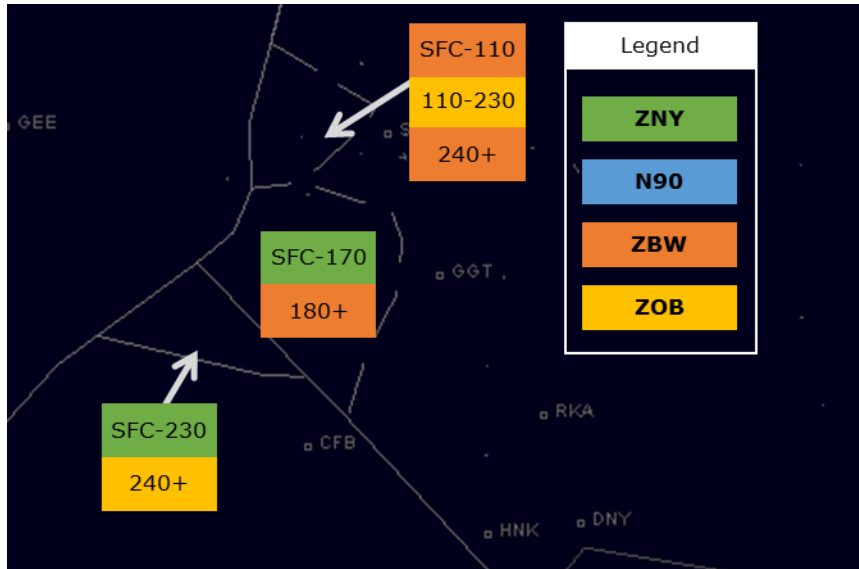 SFC-110
Legend
110-230
ZNY
GEE
240+
N90
SFC-170
ZBW
GGT
180+
ZOB
SFC-230
RKA
CFB
240+
DNY
HNK